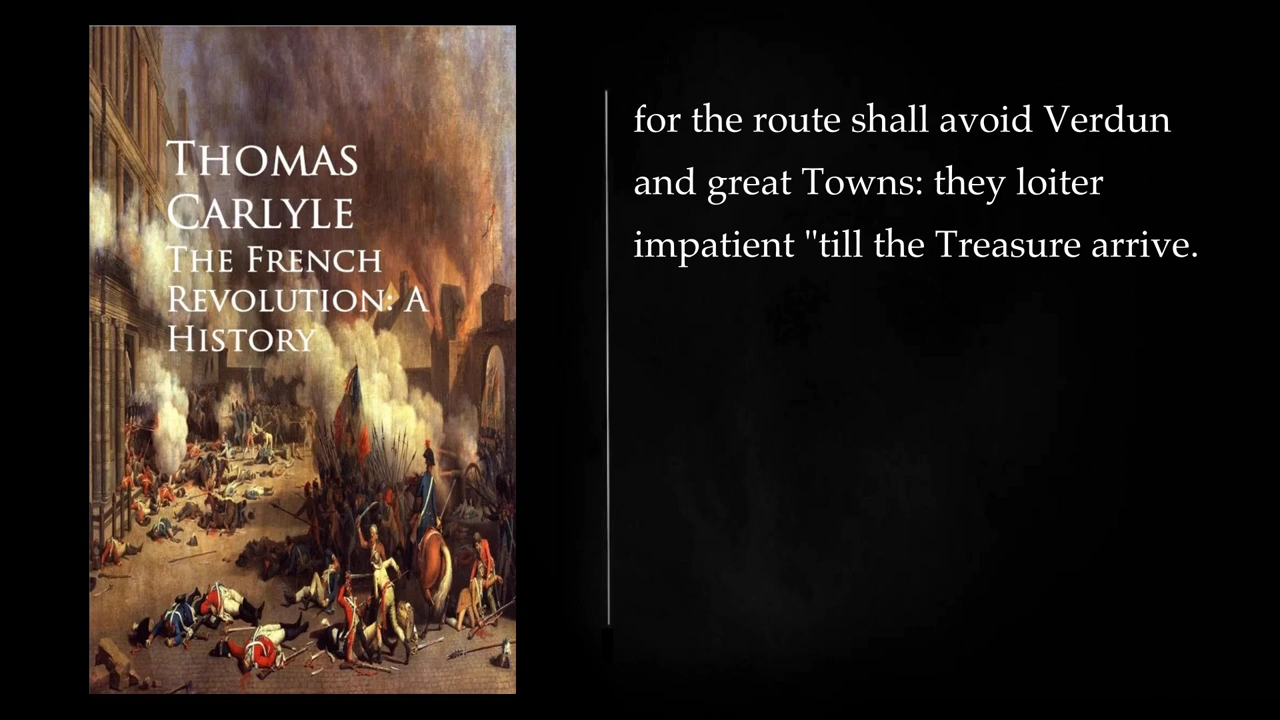 THOMAS
CARLYLE
THE FRENCH
REVOLUTION: A
HISTORY
for the route shall avoid Verdun
and great Towns: they loiter
impatient "till the Treasure arrive.